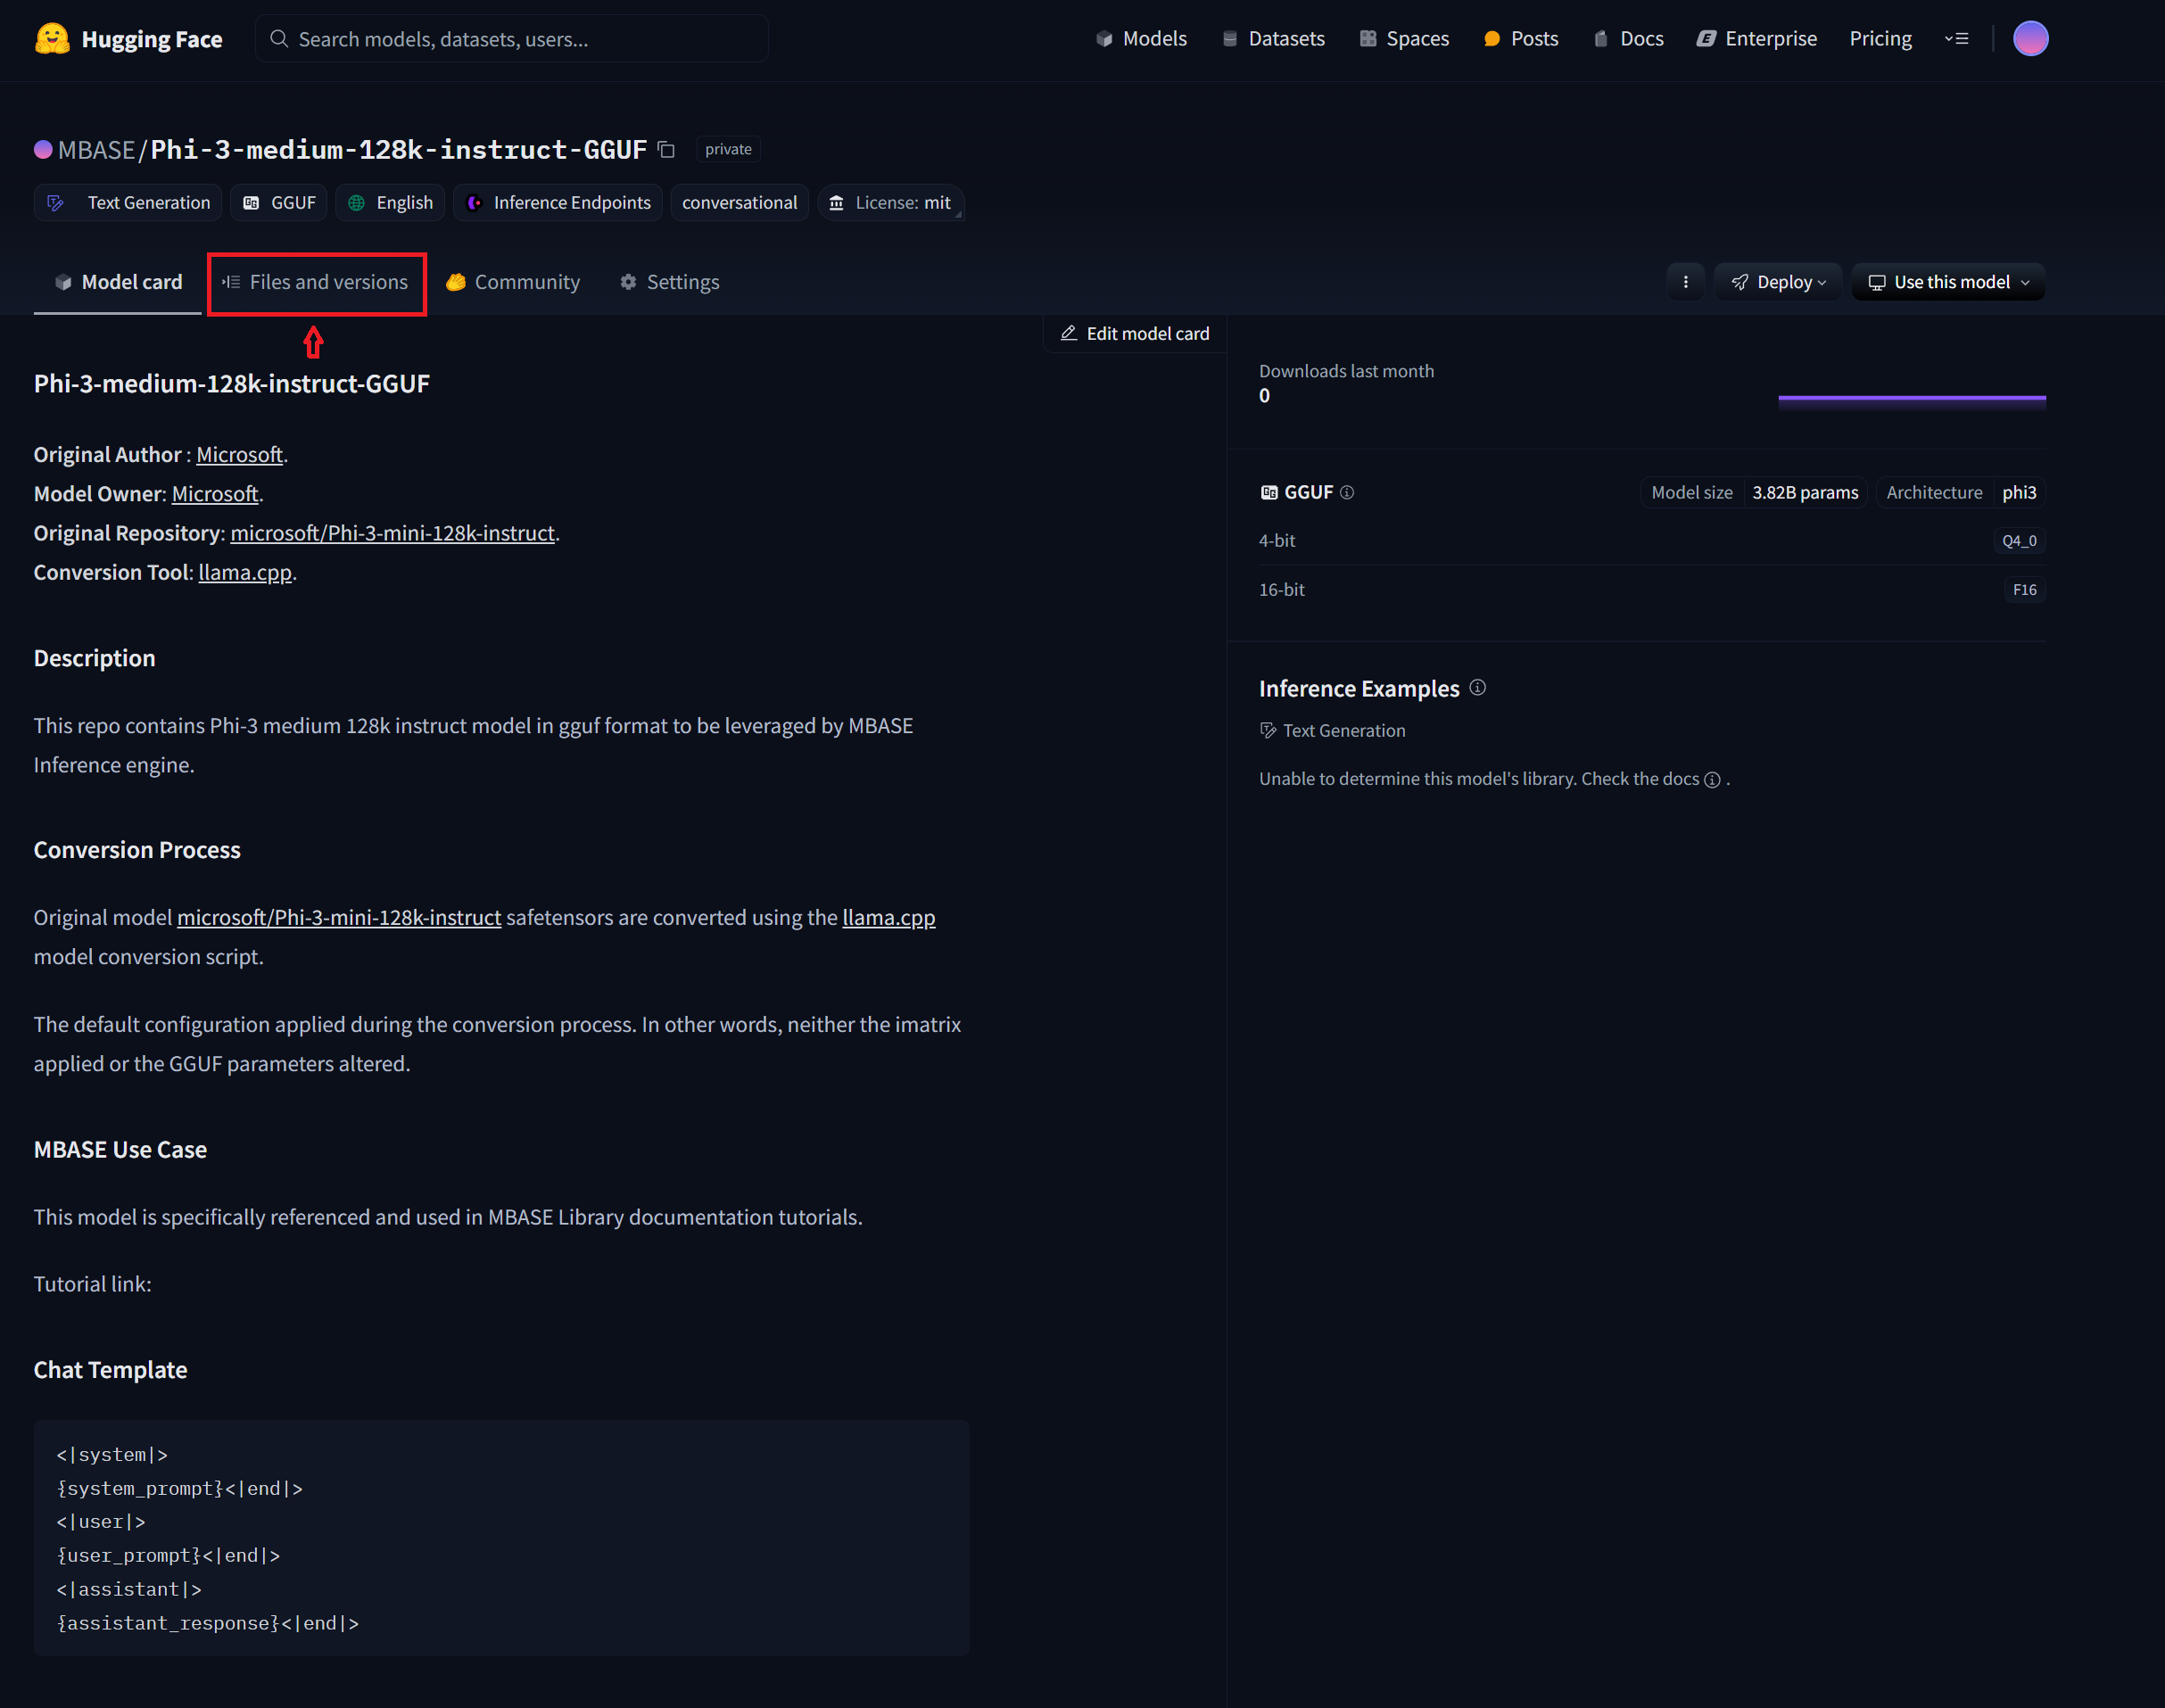 Hugging Face
Search models, datasets, users...
Models
Datasets
Spaces
Posts
Docs
Enterprise
Pricing
MBASE/Phi-3-medium-128k-instruct-GGUF
private
Text Generation
GGUF
English
Inference Endpoints
conversational
License: mit
Model card
Files and versions
Community
Settings
Deploy
Use this model
Edit model card
Phi-3-medium-128k-instruct-GGUF
Original Author : Microsoft.
Model Owner: Microsoft.
Original Repository: microsoft/Phi-3-mini-128k-instruct.
Conversion Tool: llama.cpp.
Description
This repo contains Phi-3 medium 128k instruct model in gguf format to be leveraged by MBASE
Inference engine.
Conversion Process
Original model microsoft/Phi-3-mini-128k-instruct safetensors are converted using the llama.cpp
model conversion script.
The default configuration applied during the conversion process. In other words, neither the imatrix
applied or the GGUF parameters altered.
MBASE Use Case
This model is specifically referenced and used in MBASE Library documentation tutorials.
Tutorial link:
Chat Template
<|system|>
{system_prompt}<|end|>
<|user|>
{user_prompt}<|end|>
<|assistant|>
{assistant_response}<|end|>
Downloads last month
0
GGUF
Model size 3.82B params
Architecture phi3
4-bit
Q4_0
16-bit
F16
Inference Examples
Text Generation
Unable to determine this model's library. Check the docs .